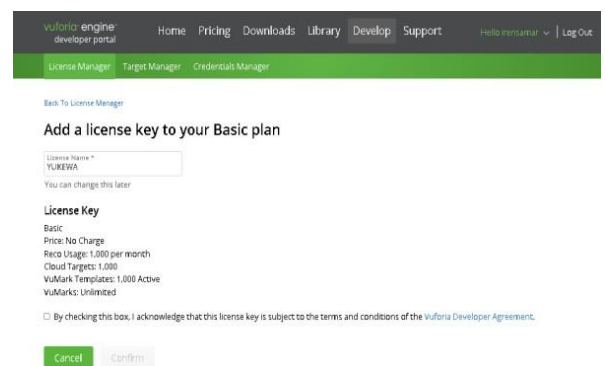 vuforia engine
developer portal
Home Pricing Downloads Library Develop Support
Hello irensamar | Log Out
License Manager Target Manager Credentials Manager
Back To License Manager
Add a license key to your Basic plan
License Name *
YUKEWA
You can change this later
License Key
Basic
Price: No Charge
Reco Usage: 1,000 per month
Cloud Targets: 1,000
VuMark Templates: 1,000 Active
VuMarks: Unlimited
By checking this box, I acknowledge that this license key is subject to the terms and conditions of the Vuforia Developer Agreement.
Cancel Confirm